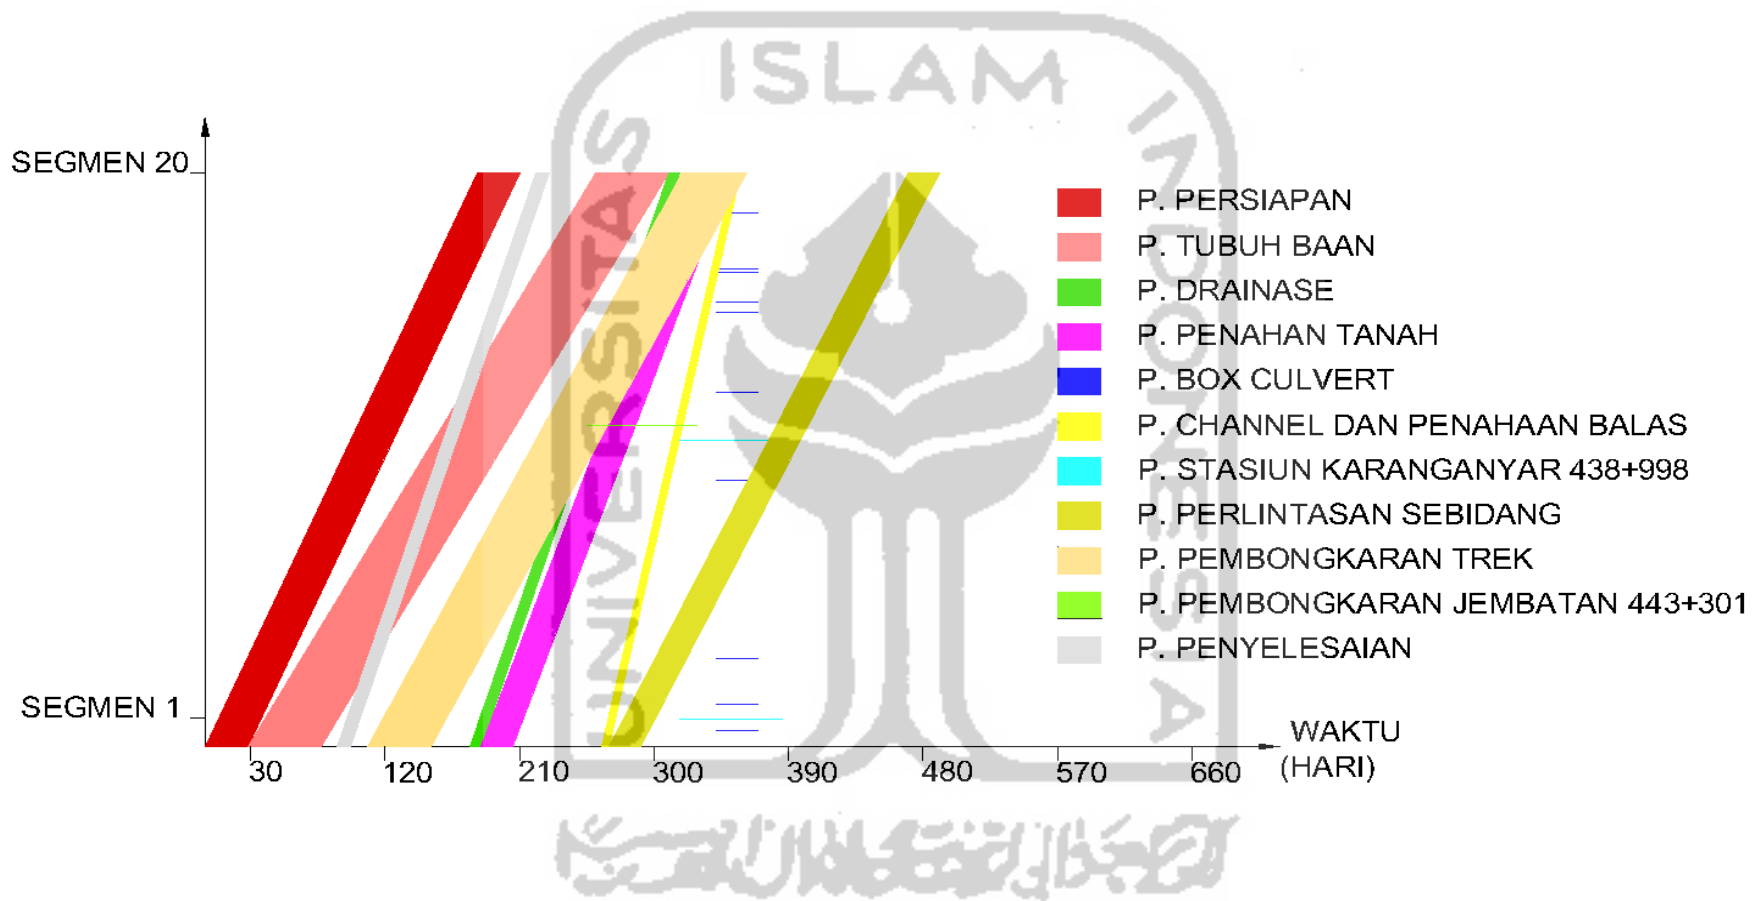 ISLAM
UNIVERSITAS
INDONESIA
SEGMEN 20
SEGMEN 1
P. PERSIAPAN
P. TUBUH BAAN
P. DRAINASE
P. PENAHAN TANAH
P. BOX CULVERT
P. CHANNEL DAN PENAHAAN BALAS
P. STASIUN KARANGANYAR 438+998
P. PERLINTASAN SEBIDANG
P. PEMBONGKARAN TREK
P. PEMBONGKARAN JEMBATAN 443+301
P. PENYELESAIAN
30 120 210 300 390 480 570 660
WAKTU
(HARI)